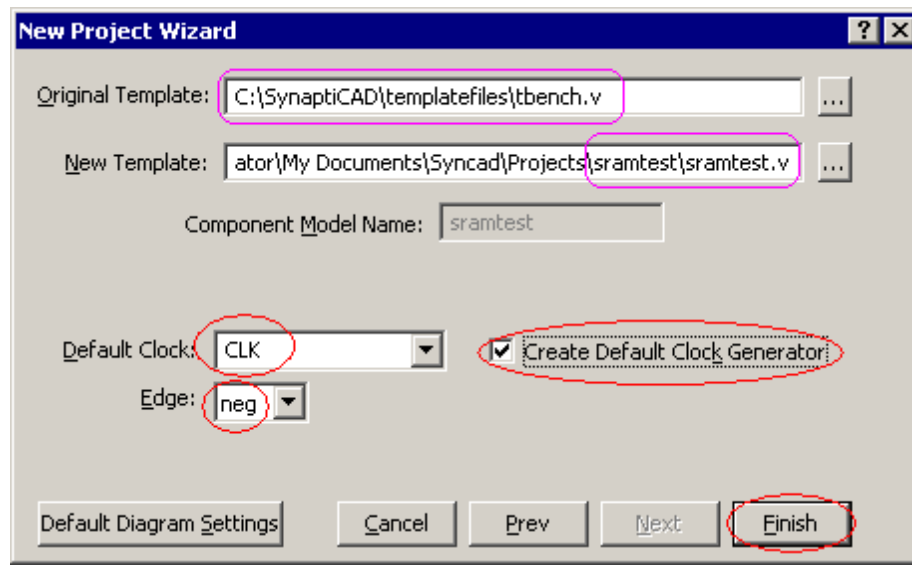 New Project Wizard
Original Template: C:\SynaptiCAD\templatefiles\tbench.v ...
New Template: ator\My Documents\Syncad\Projects\sramtest\sramtest.v ...
Component Model Name: sramtest
Default Clock: CLK Create Default Clock Generator
Edge: neg
Default Diagram Settings Cancel Prev Next Finish